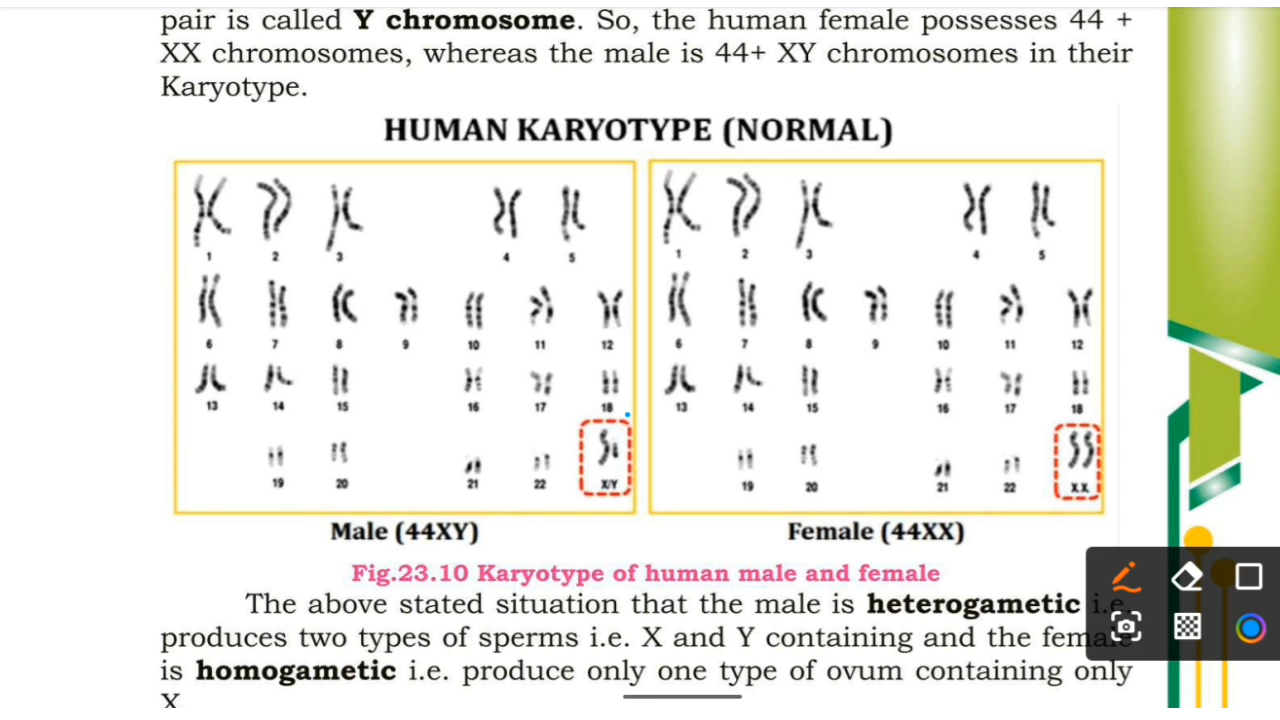 pair is called Y chromosome. So, the human female possesses 44 +
XX chromosomes, whereas the male is 44+ XY chromosomes in their
Karyotype.
HUMAN KARYOTYPE (NORMAL)
1 2 3 4 5
6 7 8 9 10 11 12
13 14 15 16 17 18
19 20 21 22 X/Y
1 2 3 4 5
6 7 8 9 10 11 12
13 14 15 16 17 18
19 20 21 22 XX
Male (44XY)
Female (44XX)
Fig.23.10 Karyotype of human male and female
The above stated situation that the male is heterogametic i.e.
produces two types of sperms i.e. X and Y containing and the female
is homogametic i.e. produce only one type of ovum containing only
X